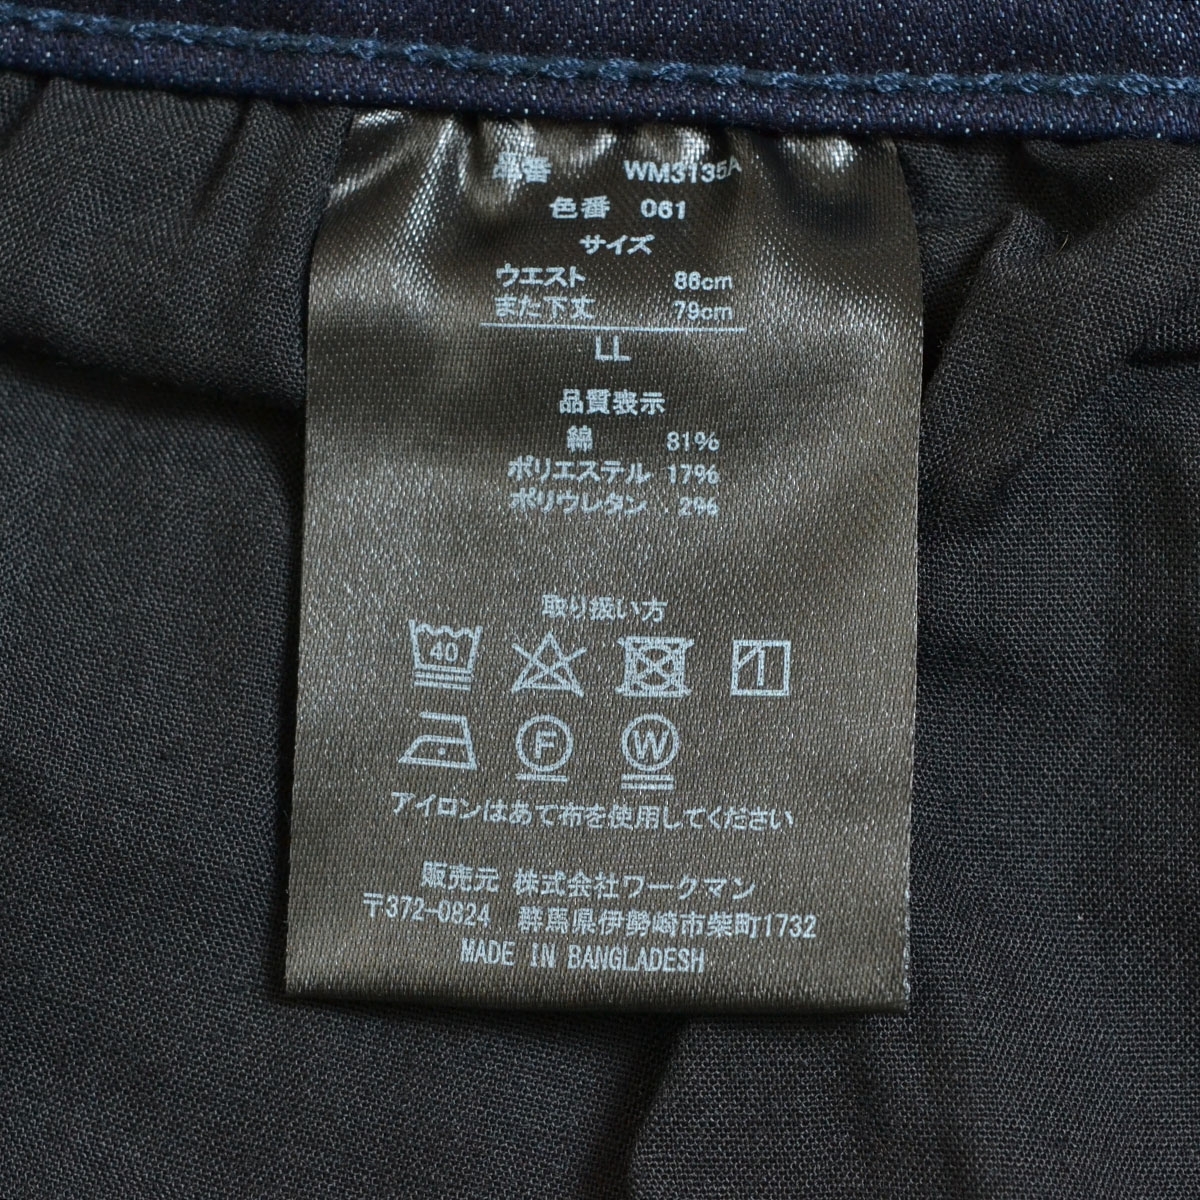 品番 WM3135A
色番 061
サイズ
ウエスト 86cm
また下丈 79cm
LL
品質表示
綿 81%
ポリエステル 17%
ポリウレタン 2%
取り扱い方
40
F W
アイロンはあて布を使用してください
販売元 株式会社ワークマン
〒372-0824 群馬県伊勢崎市柴町1732
MADE IN BANGLADESH